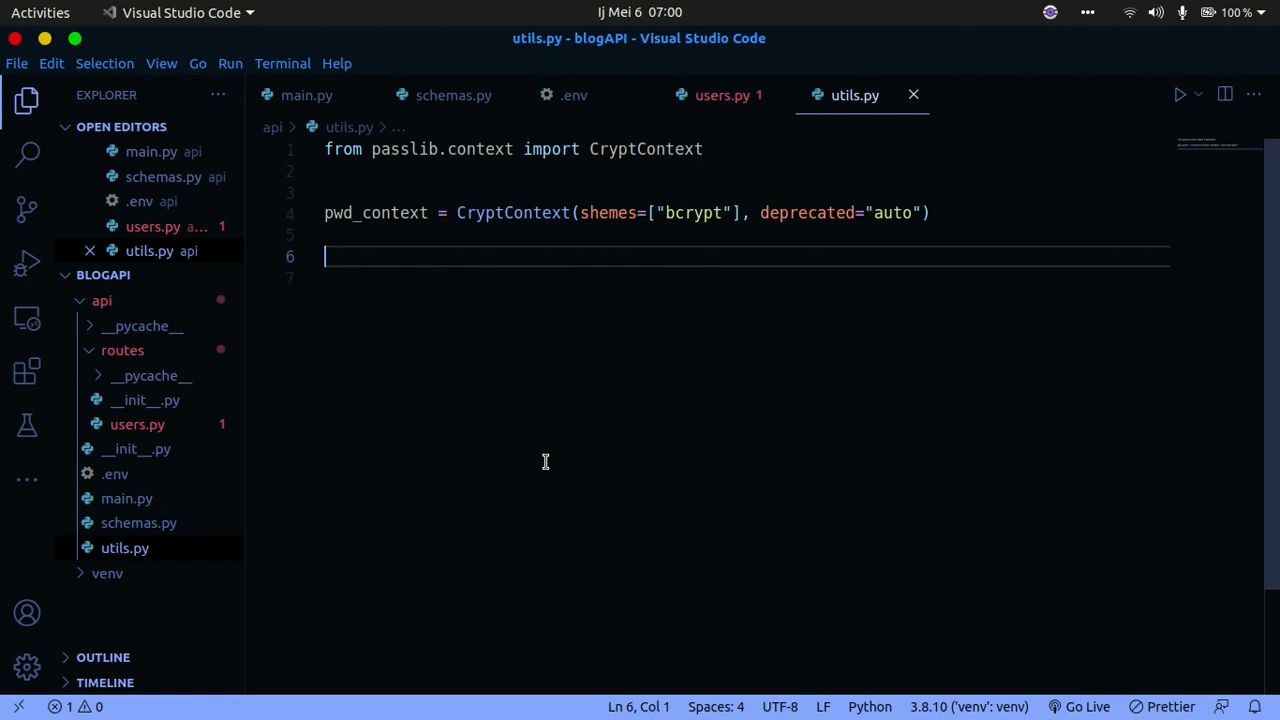 Activities
Visual Studio Code
Ij Mei 6 07:00
100 %
utils.py - blogAPI - Visual Studio Code
File Edit Selection View Go Run Terminal Help
EXPLORER
main.py
schemas.py
.env
users.py 1
utils.py
OPEN EDITORS
main.py api
schemas.py api
.env api
users.py a... 1
utils.py api
BLOGAPI
api
__pycache__
routes
__pycache__
__init__.py
users.py 1
__init__.py
.env
main.py
schemas.py
utils.py
venv
OUTLINE
TIMELINE
api > utils.py > ...
1 from passlib.context import CryptContext
2
3
4 pwd_context = CryptContext(shemes=["bcrypt"], deprecated="auto")
5
6
7
1 0
Ln 6, Col 1
Spaces: 4
UTF-8
LF
Python
3.8.10 ('venv': venv)
Go Live
Prettier